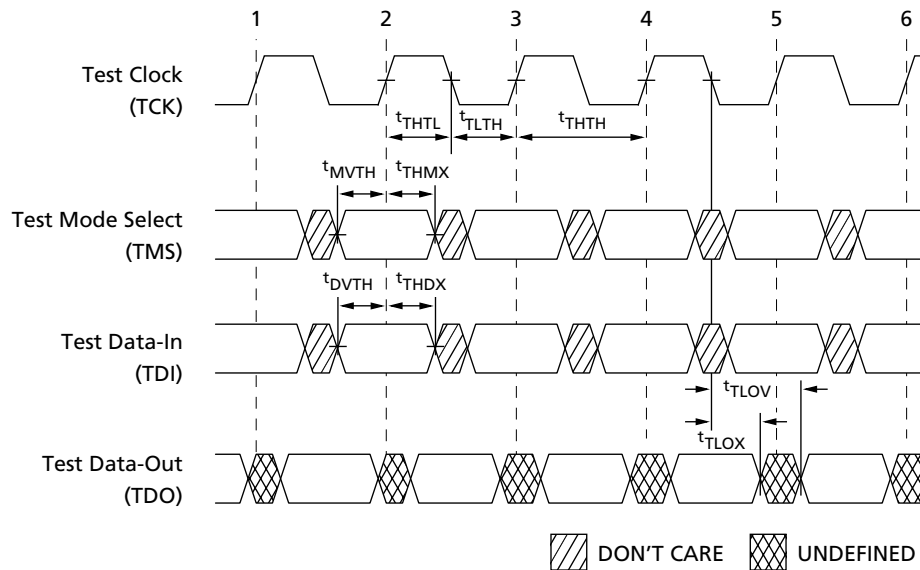 1 2 3 4 5 6
Test Clock
(TCK)
tTHTL tTLTH tTHTH
tMVTH tTHMX
Test Mode Select
(TMS)
tDVTH tTHDX
Test Data-In
(TDI)
tTLOV
tTLOX
Test Data-Out
(TDO)
DON'T CARE UNDEFINED